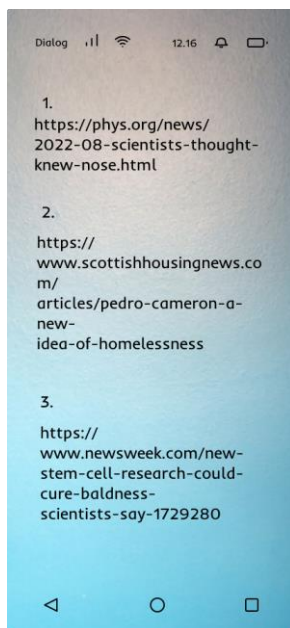 Dialog 12.16
1.
https://phys.org/news/
2022-08-scientists-thought-
knew-nose.html
2.
https://
www.scottishhousingnews.co
m/
articles/pedro-cameron-a-
new-
idea-of-homelessness
3.
https://
www.newsweek.com/new-
stem-cell-research-could-
cure-baldness-
scientists-say-1729280